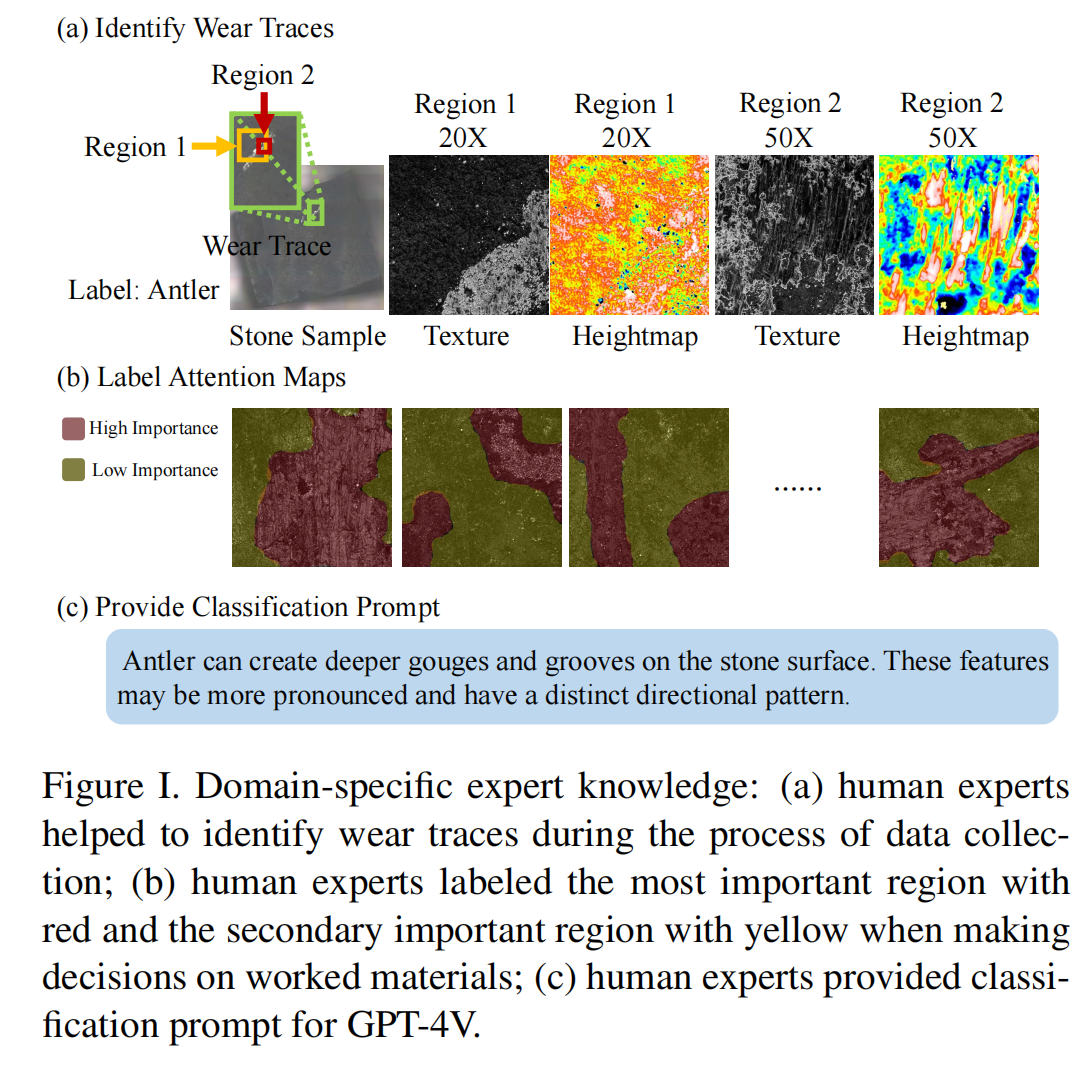 (a) Identify Wear Traces
Region 2
Region 1
Region 1
20X
Region 1
20X
Region 2
50X
Region 2
50X
Wear Trace
Label: Antler
Stone Sample
Texture
Heightmap
Texture
Heightmap
(b) Label Attention Maps
High Importance
Low Importance
......
(c) Provide Classification Prompt
Antler can create deeper gouges and grooves on the stone surface. These features
may be more pronounced and have a distinct directional pattern.
Figure I. Domain-specific expert knowledge: (a) human experts
helped to identify wear traces during the process of data collec-
tion; (b) human experts labeled the most important region with
red and the secondary important region with yellow when making
decisions on worked materials; (c) human experts provided classi-
fication prompt for GPT-4V.